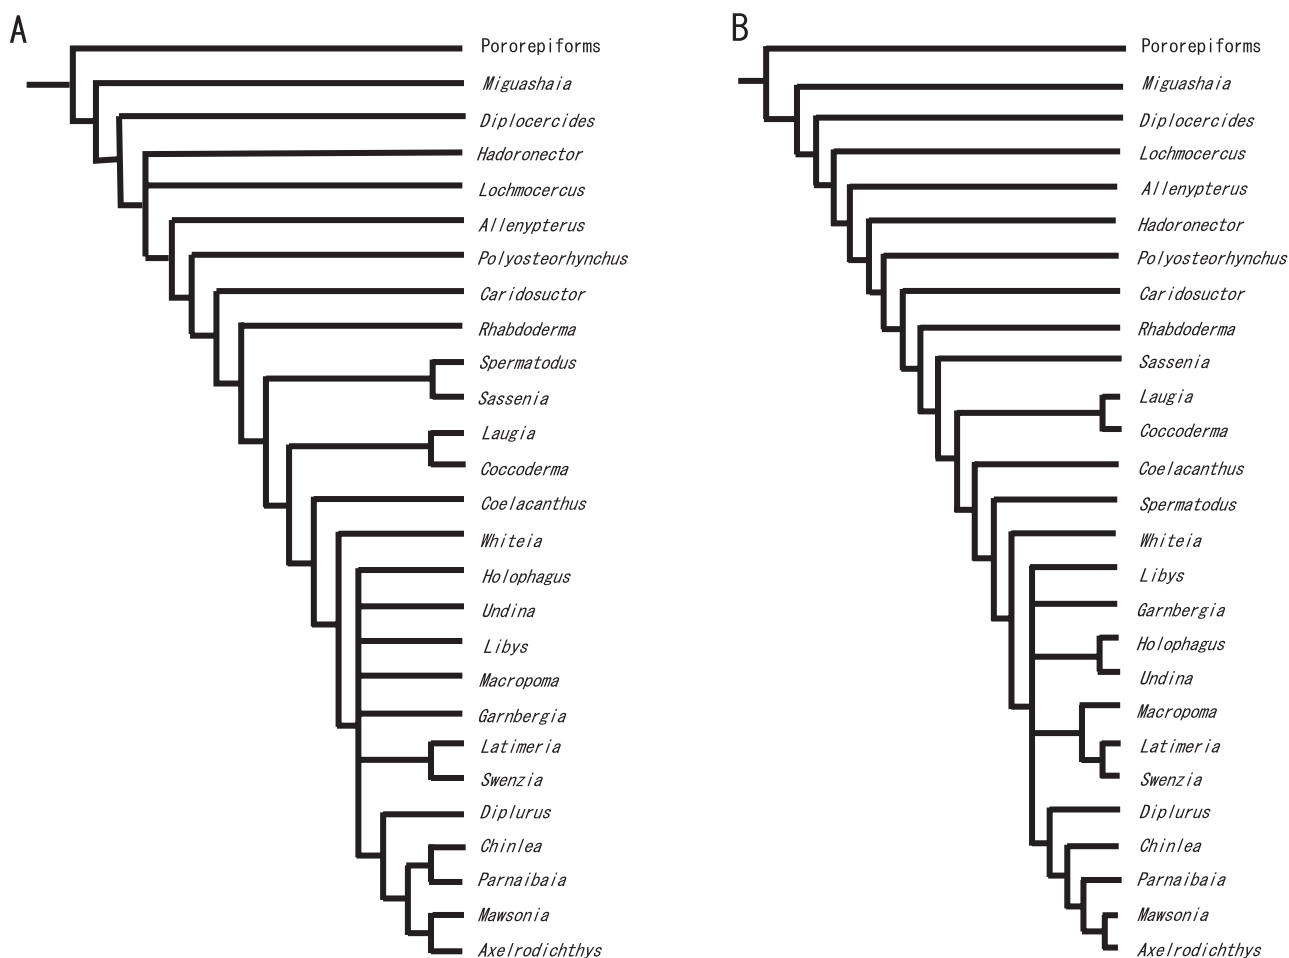 A
Pororepiforms
Miguashaia
Diplocercides
Hadoronector
Lochmocercus
Allenypterus
Polyosteorhynchus
Caridosuctor
Rhabdoderma
Spermatodus
Sassenia
Laugia
Coccoderma
Coelacanthus
Whiteia
Holophagus
Undina
Libys
Macropoma
Garnbergia
Latimeria
Swenzia
Diplurus
Chinlea
Parnaibaia
Mawsonia
Axelrodichthys
B
Pororepiforms
Miguashaia
Diplocercides
Lochmocercus
Allenypterus
Hadoronector
Polyosteorhynchus
Caridosuctor
Rhabdoderma
Sassenia
Laugia
Coccoderma
Coelacanthus
Spermatodus
Whiteia
Libys
Garnbergia
Holophagus
Undina
Macropoma
Latimeria
Swenzia
Diplurus
Chinlea
Parnaibaia
Mawsonia
Axelrodichthys